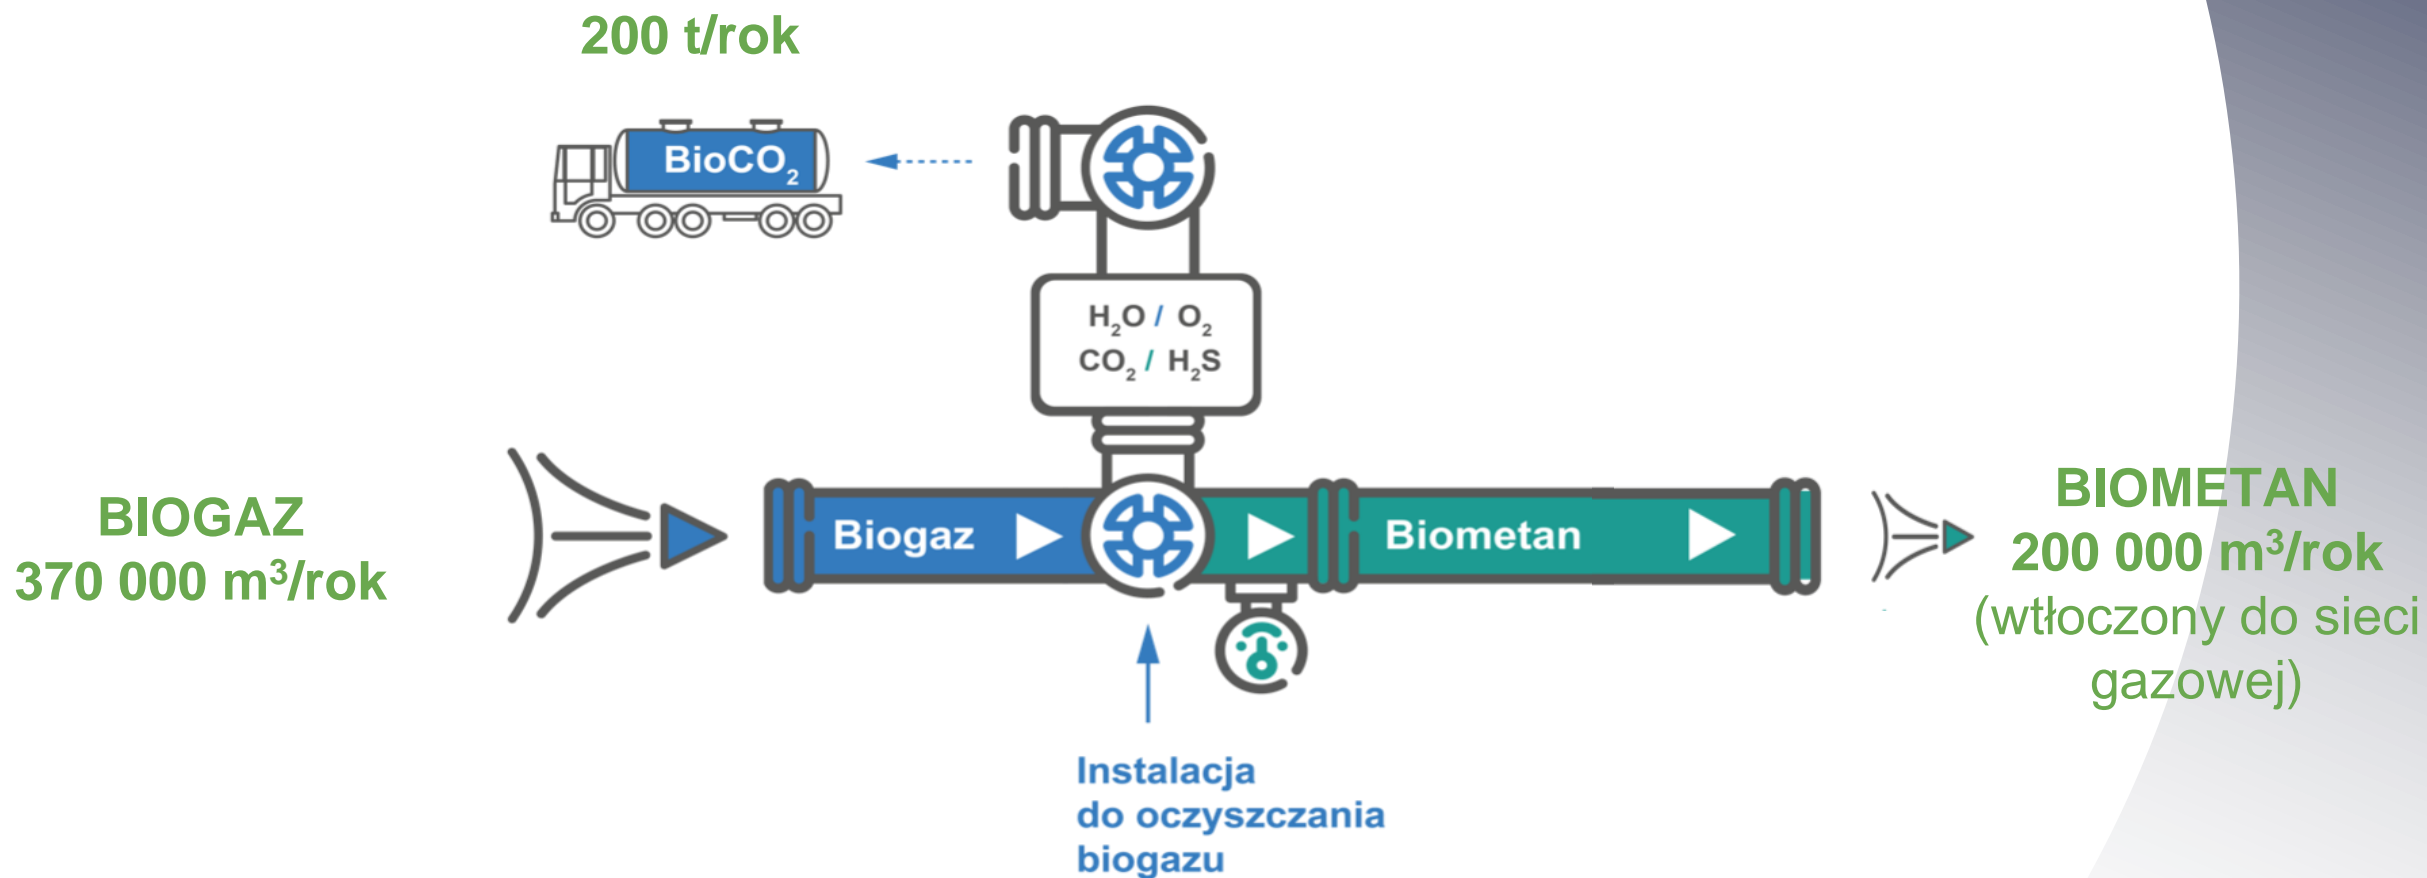 200 t/rok
BioCO₂
H₂O / O₂
CO₂ / H₂S
BIOGAZ
370 000 m³/rok
Biogaz
Biometan
BIOMETAN
200 000 m³/rok
(wtłoczony do sieci
gazowej)
Instalacja
do oczyszczania
biogazu